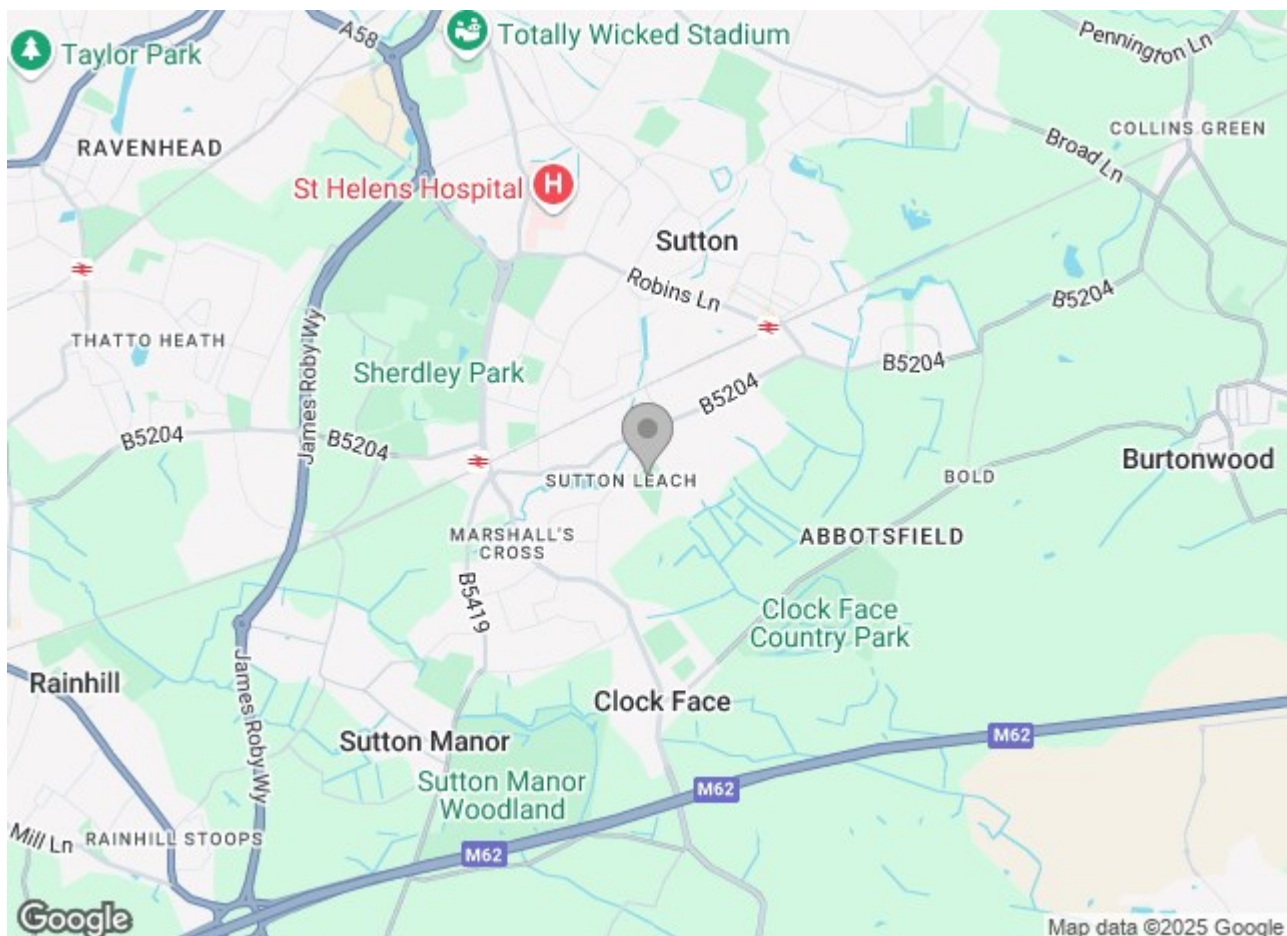 A58
Totally Wicked Stadium
Pennington Ln
Taylor Park
COLLINS GREEN
RAVENHEAD
Broad Ln
St Helens Hospital
H
Sutton
Robins Ln
B5204
THATTO HEATH
James Roby Wy
Sherdley Park
B5204
B5204
B5204
B5204
Burtonwood
SUTTON LEACH
BOLD
MARSHALL'S
CROSS
ABBOTSFIELD
B5419
Clock Face
Country Park
James Roby Wy
Rainhill
Clock Face
Sutton Manor
M62
Sutton Manor
Woodland
M62
Mill Ln
RAINHILL STOOPS
M62
Google
Map data ©2025 Google